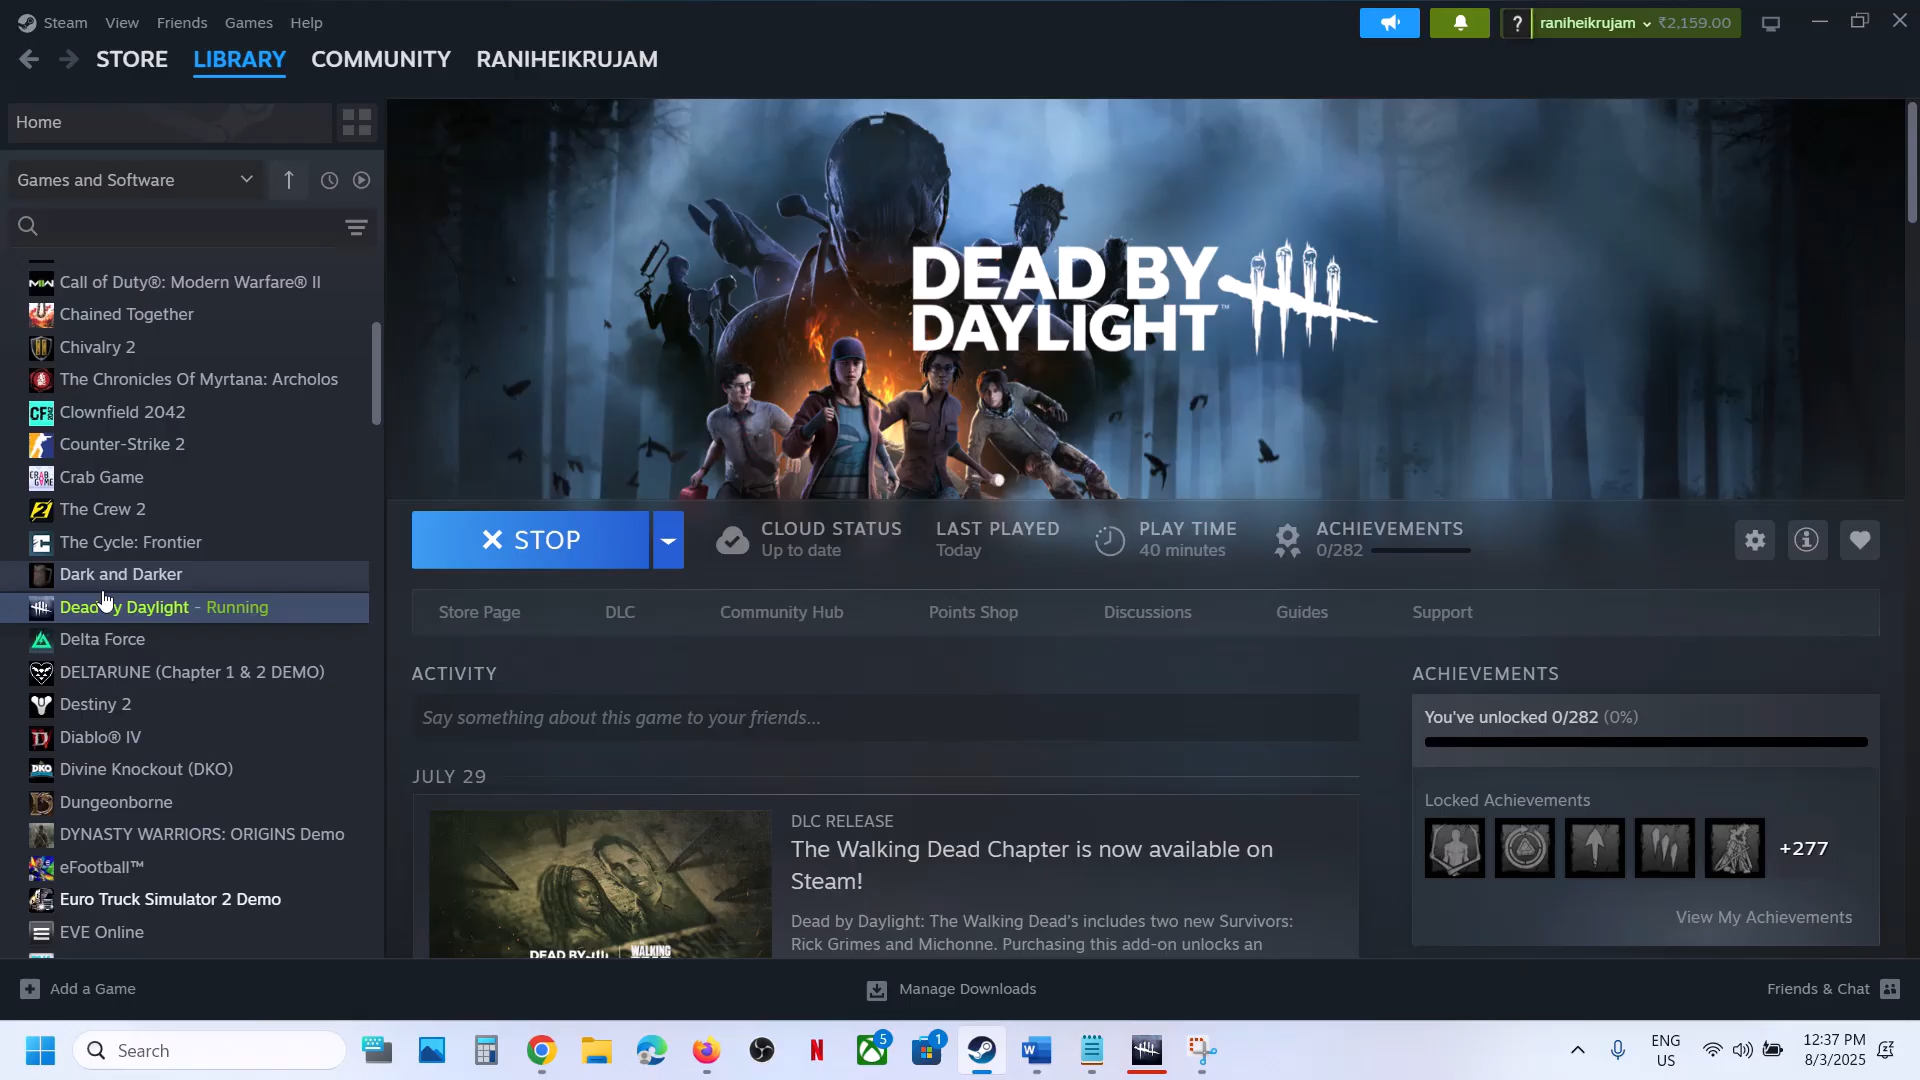 Steam View Friends Games Help
? raniheikrujam ₹2,159.00
STORE LIBRARY COMMUNITY RANIHEIKRUJAM
Home
Games and Software
Call of Duty®: Modern Warfare® II
Chained Together
Chivalry 2
The Chronicles Of Myrtana: Archolos
Clownfield 2042
Counter-Strike 2
Crab Game
The Crew 2
The Cycle: Frontier
Dark and Darker
Dead by Daylight - Running
Delta Force
DELTARUNE (Chapter 1 & 2 DEMO)
Destiny 2
Diablo® IV
Divine Knockout (DKO)
Dungeonborne
DYNASTY WARRIORS: ORIGINS Demo
eFootball™
Euro Truck Simulator 2 Demo
EVE Online
DEAD BY
DAYLIGHT™
STOP
CLOUD STATUS
Up to date
LAST PLAYED
Today
PLAY TIME
40 minutes
ACHIEVEMENTS
0/282
Store Page DLC Community Hub Points Shop Discussions Guides Support
ACTIVITY
Say something about this game to your friends...
JULY 29
DLC RELEASE
The Walking Dead Chapter is now available on
Steam!
Dead by Daylight: The Walking Dead's includes two new Survivors:
Rick Grimes and Michonne. Purchasing this add-on unlocks an
DEAD BY
WALKING
ACHIEVEMENTS
You've unlocked 0/282 (0%)
Locked Achievements
+277
View My Achievements
Add a Game
Manage Downloads
Friends & Chat
Search
5
1
ENG
US
12:37 PM
8/3/2025